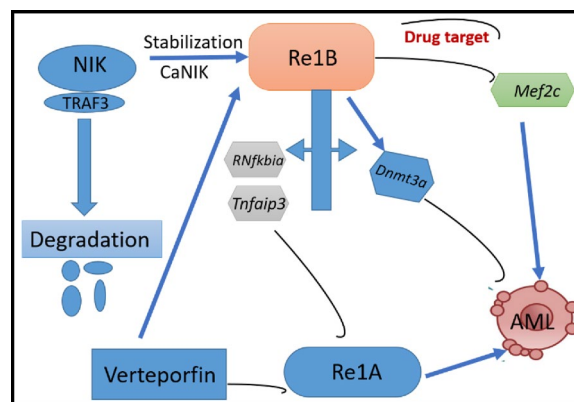 NIK
TRAF3
Stabilization
CaNIK
Re1B
Drug target
Mef2c
RNfkbia
Tnfaip3
Dnmt3a
Degradation
Verteporfin
Re1A
AML